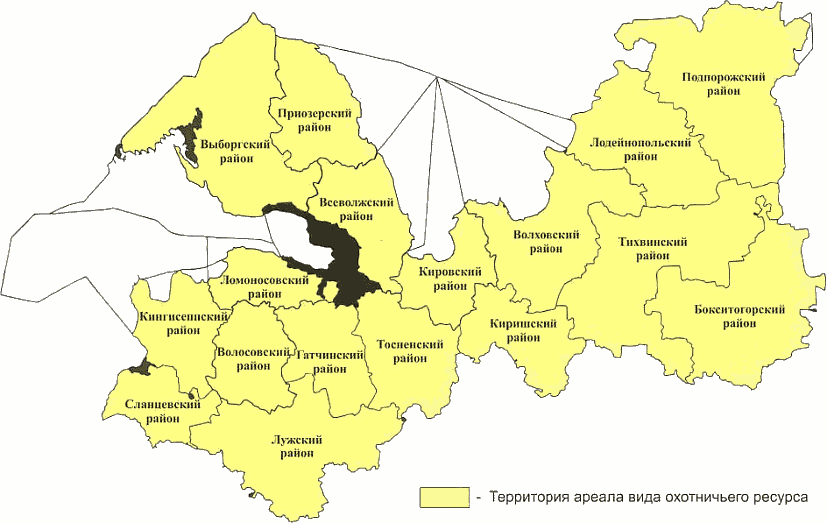 Подпорожский
район
Приозерский
район
Выборгский
район
Лодейнопольский
район
Всеволжский
район
Волховский
район
Тихвинский
район
Кировский
район
Ломоносовский
район
Кингисеппский
район
Бокситогорский
район
Киришский
район
Тосненский
район
Волосовский
район
Гатчинский
район
Сланцевский
район
Лужский
район
- Территория ареала вида охотничьего ресурса